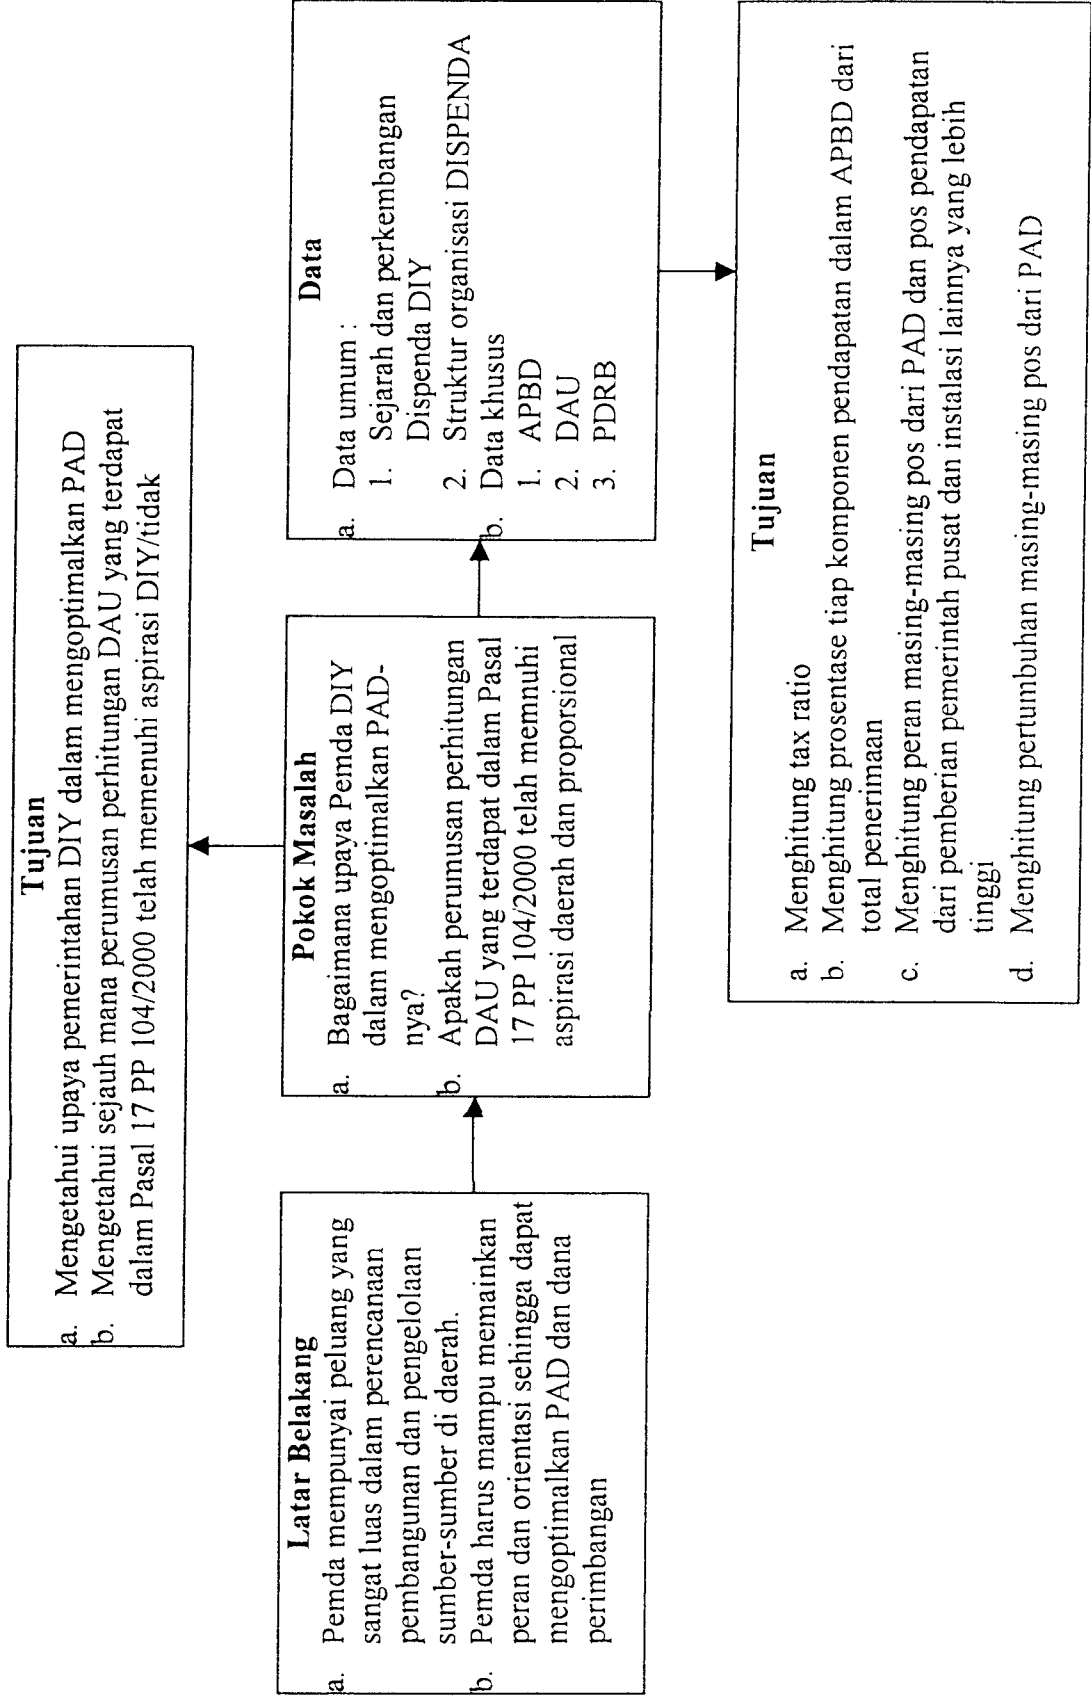 Tujuan
a. Mengetahui upaya pemerintahan DIY dalam mengoptimalkan PAD
b. Mengetahui sejauh mana perumusan perhitungan DAU yang terdapat
dalam Pasal 17 PP 104/2000 telah memenuhi aspirasi DIY/tidak
Latar Belakang
a. Pemda mempunyai peluang yang
sangat luas dalam perencanaan
pembangunan dan pengelolaan
sumber-sumber di daerah.
b. Pemda harus mampu memainkan
peran dan orientasi sehingga dapat
mengoptimalkan PAD dan dana
perimbangan
Pokok Masalah
a. Bagaimana upaya Pemda DIY
dalam mengoptimalkan PAD-
nya?
b. Apakah perumusan perhitungan
DAU yang terdapat dalam Pasal
17 PP 104/2000 telah memnuhi
aspirasi daerah dan proporsional
Data
a. Data umum :
1. Sejarah dan perkembangan
Dispenda DIY
2. Struktur organisasi DISPENDA
b. Data khusus
1. APBD
2. DAU
3. PDRB
Tujuan
a. Menghitung tax ratio
b. Menghitung prosentase tiap komponen pendapatan dalam APBD dari
total penerimaan
c. Menghitung peran masing-masing pos dari PAD dan pos pendapatan
dari pemberian pemerintah pusat dan instalasi lainnya yang lebih
tinggi
d. Menghitung pertumbuhan masing-masing pos dari PAD